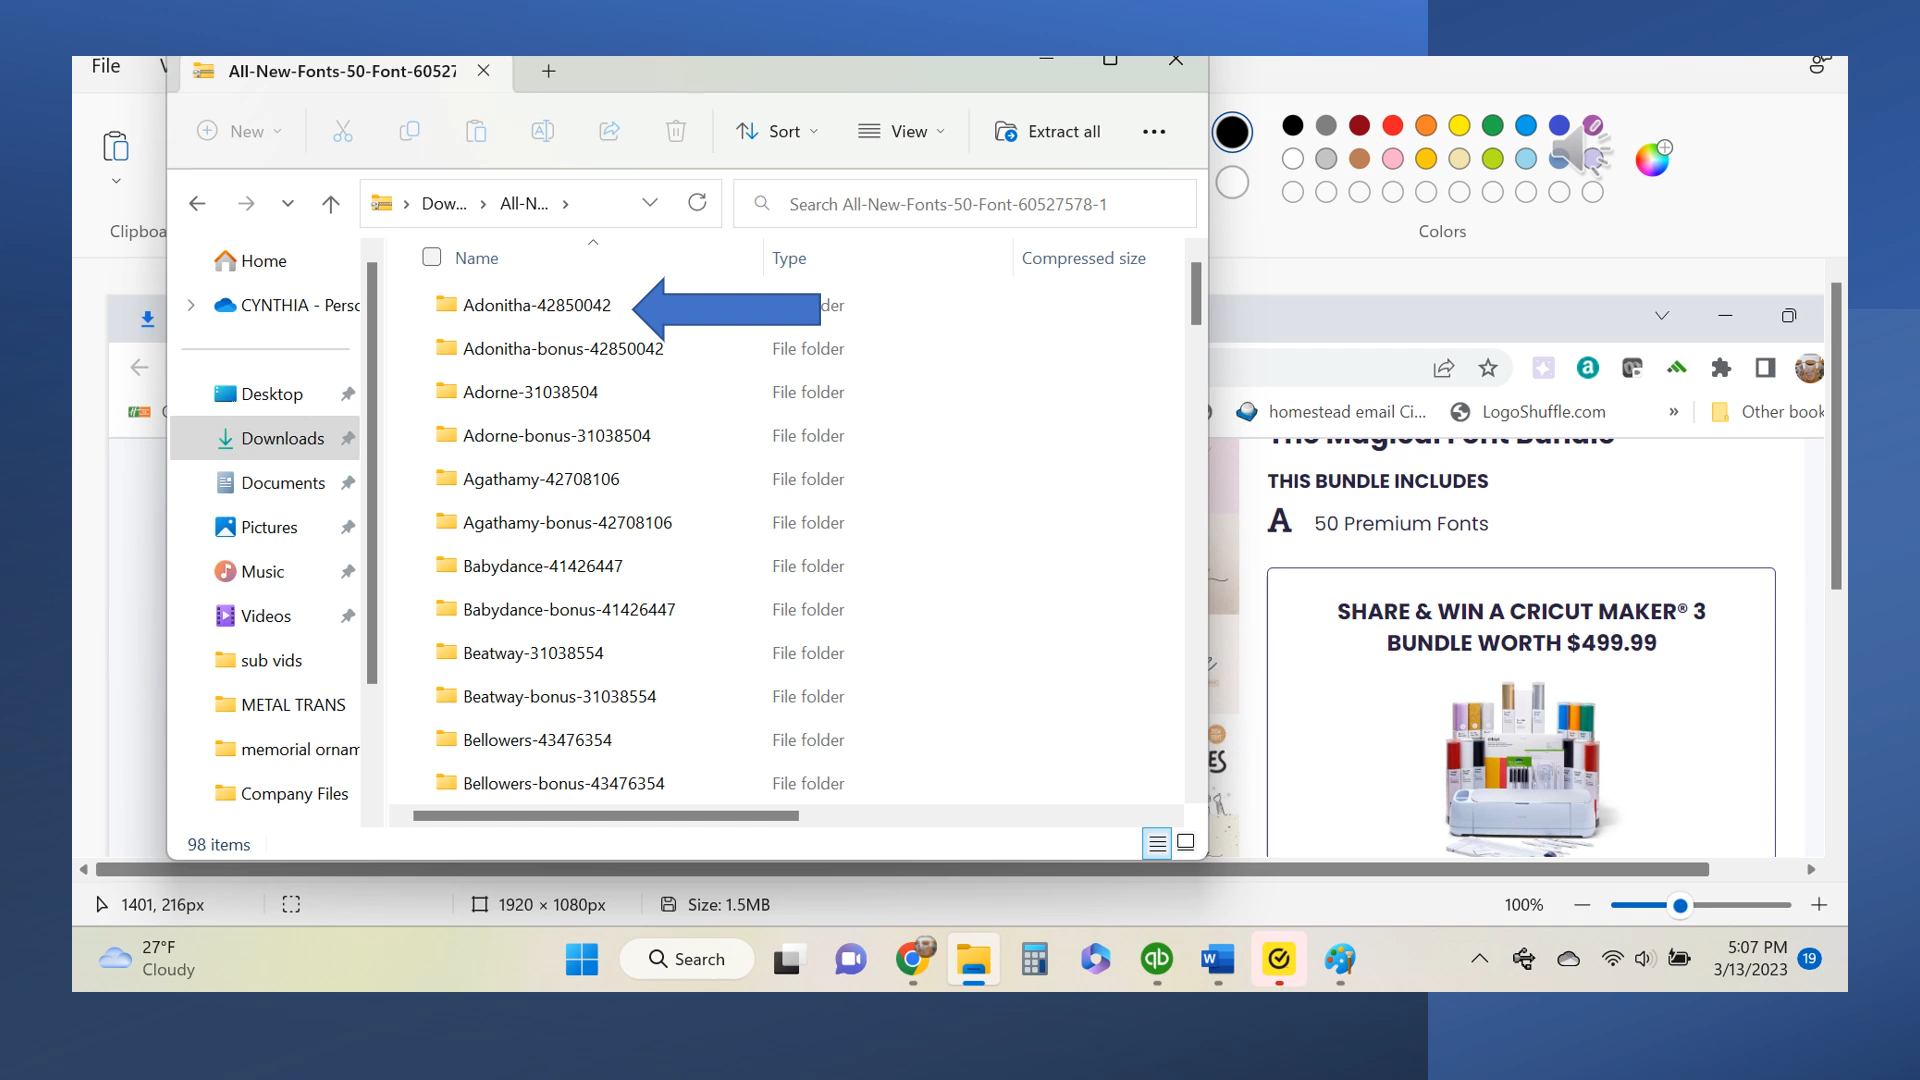 File
All-New-Fonts-50-Font-60527
New
Sort
View
Extract all
Dow...
All-N...
Search All-New-Fonts-50-Font-60527578-1
Colors
Home
CYNTHIA - Pers
Desktop
Downloads
Documents
Pictures
Music
Videos
sub vids
METAL TRANS
memorial ornam
Company Files
Name Type Compressed size
Adonitha-42850042
Adonitha-bonus-42850042 File folder
Adorne-31038504 File folder
Adorne-bonus-31038504 File folder
Agathamy-42708106 File folder
Agathamy-bonus-42708106 File folder
Babydance-41426447 File folder
Babydance-bonus-41426447 File folder
Beatway-31038554 File folder
Beatway-bonus-31038554 File folder
Bellowers-43476354 File folder
Bellowers-bonus-43476354 File folder
98 items
homestead email Ci...
LogoShuffle.com
»
Other book
The Magical Font Bundle
THIS BUNDLE INCLUDES
A 50 Premium Fonts
SHARE & WIN A CRICUT MAKER® 3
BUNDLE WORTH $499.99
1401, 216px
1920 × 1080px
Size: 1.5MB
100%
27°F
Cloudy
Search
5:07 PM
3/13/2023
19